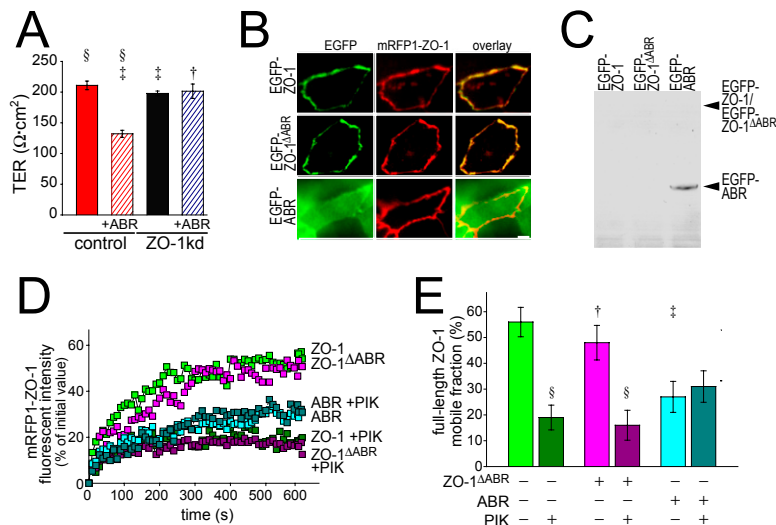 A
§
§
‡
‡
†
TER (Ω·cm²)
200
150
100
50
0
+ABR
+ABR
control
ZO-1kd
B
EGFP
mRFP1-ZO-1
overlay
EGFP-
ZO-1
EGFP-
ZO-1ΔABR
EGFP-
ABR
C
EGFP-
ZO-1
EGFP-
ZO-1ΔABR
EGFP-
ABR
EGFP-
ZO-1/
EGFP-
ZO-1ΔABR
EGFP-
ABR
D
mRFP1-ZO-1
fluorescent intensity
(% of initial value)
60
40
20
0
0 100 200 300 400 500 600
time (s)
ZO-1
ZO-1ΔABR
ABR +PIK
ABR
ZO-1 +PIK
ZO-1ΔABR
+PIK
E
full-length ZO-1
mobile fraction (%)
60
50
40
30
20
10
0
§
†
§
‡
ZO-1ΔABR – – + + – –
ABR – – – – + +
PIK – + – + – +